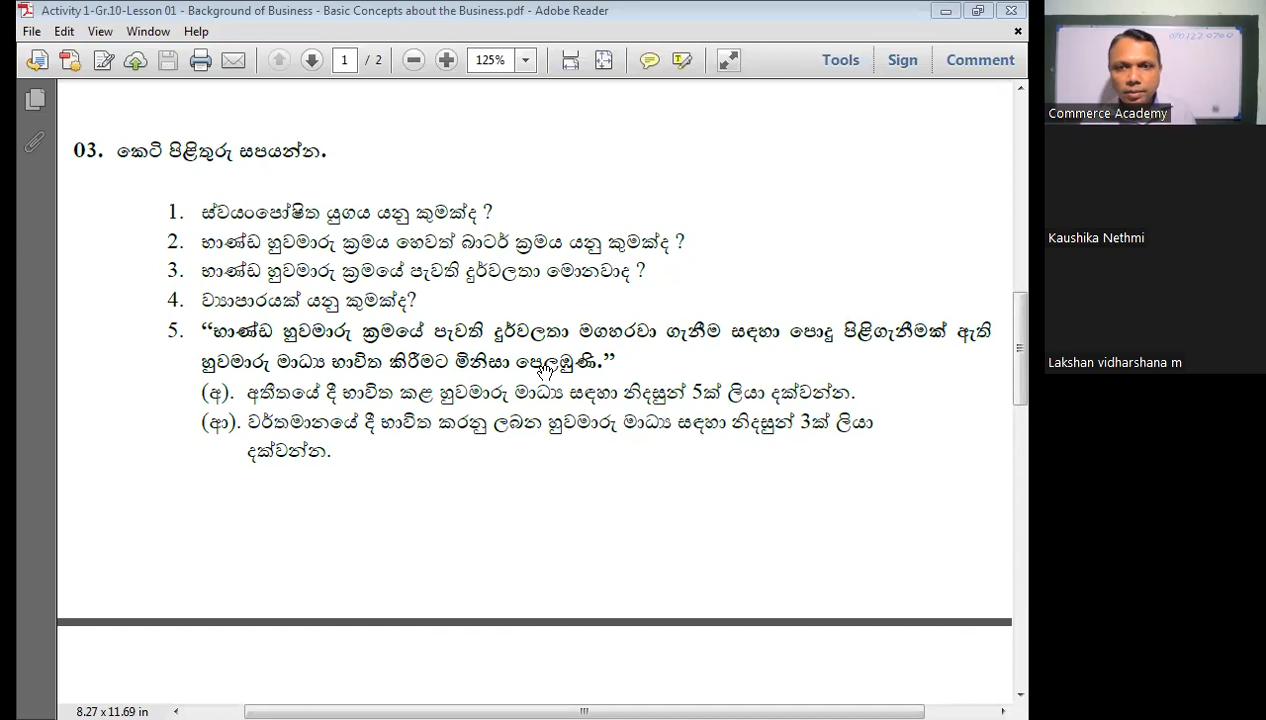 Activity 1-Gr.10-Lesson 01 - Background of Business - Basic Concepts about the Business.pdf - Adobe Reader
File Edit View Window Help
1 / 2 125% Tools Sign Comment
03. කෙටි පිළිතුරු සපයන්න.
1. ස්වයංපෝෂිත යුගය යනු කුමක්ද ?
2. භාණ්ඩ හුවමාරු ක්‍රමය හෙවත් බාටර් ක්‍රමය යනු කුමක්ද ?
3. භාණ්ඩ හුවමාරු ක්‍රමයේ පැවති දුර්වලතා මොනවාද ?
4. ව්‍යාපාරයක් යනු කුමක්ද?
5. “භාණ්ඩ හුවමාරු ක්‍රමයේ පැවති දුර්වලතා මගහරවා ගැනීම සඳහා පොදු පිළිගැනීමක් ඇති
හුවමාරු මාධ්‍ය භාවිත කිරීමට මිනිසා පෙලඹුණි.”
(අ). අතීතයේ දී භාවිත කළ හුවමාරු මාධ්‍ය සඳහා නිදසුන් 5ක් ලියා දක්වන්න.
(ආ). වර්තමානයේ දී භාවිත කරනු ලබන හුවමාරු මාධ්‍ය සඳහා නිදසුන් 3ක් ලියා
දක්වන්න.
8.27 x 11.69 in
0701220700
Commerce Academy
Kaushika Nethmi
Lakshan vidharshana m